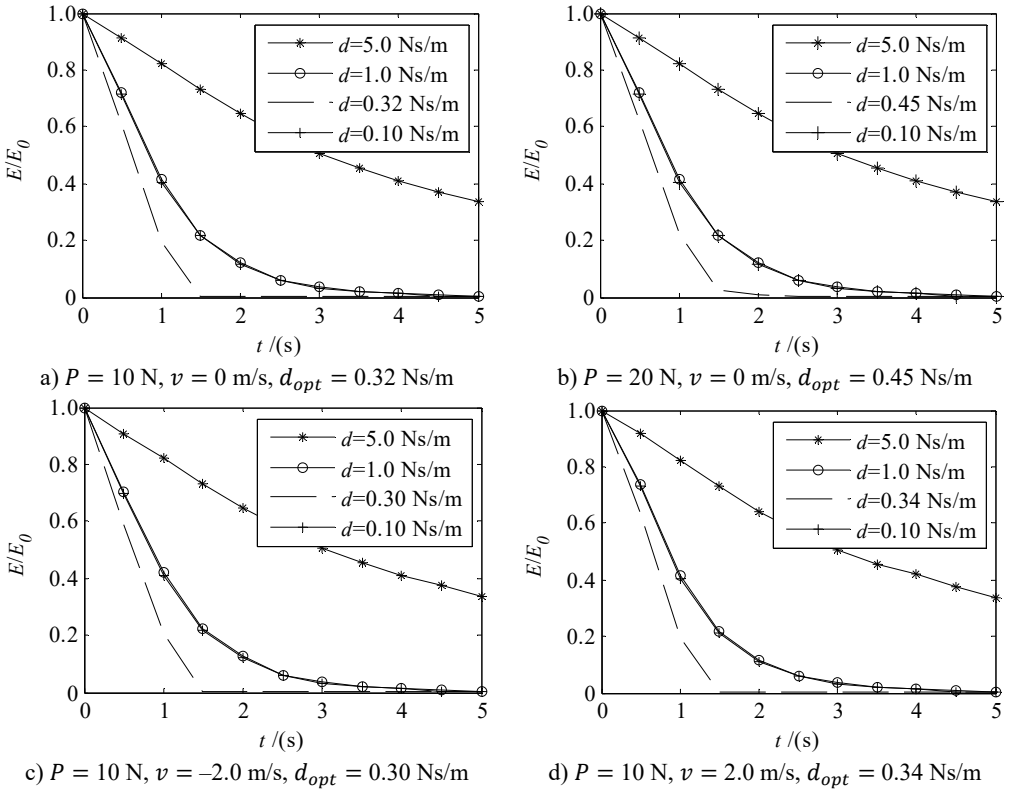 1.0
0.8
0.6
0.4
0.2
0
E/E0
d=5.0 Ns/m
d=1.0 Ns/m
d=0.32 Ns/m
d=0.10 Ns/m
0 1 2 3 4 5
t /(s)
a) P = 10 N, v = 0 m/s, dopt = 0.32 Ns/m
1.0
0.8
0.6
0.4
0.2
0
E/E0
d=5.0 Ns/m
d=1.0 Ns/m
d=0.45 Ns/m
d=0.10 Ns/m
0 1 2 3 4 5
t /(s)
b) P = 20 N, v = 0 m/s, dopt = 0.45 Ns/m
1.0
0.8
0.6
0.4
0.2
0
E/E0
d=5.0 Ns/m
d=1.0 Ns/m
d=0.30 Ns/m
d=0.10 Ns/m
0 1 2 3 4 5
t /(s)
c) P = 10 N, v = –2.0 m/s, dopt = 0.30 Ns/m
1.0
0.8
0.6
0.4
0.2
0
E/E0
d=5.0 Ns/m
d=1.0 Ns/m
d=0.34 Ns/m
d=0.10 Ns/m
0 1 2 3 4 5
t /(s)
d) P = 10 N, v = 2.0 m/s, dopt = 0.34 Ns/m